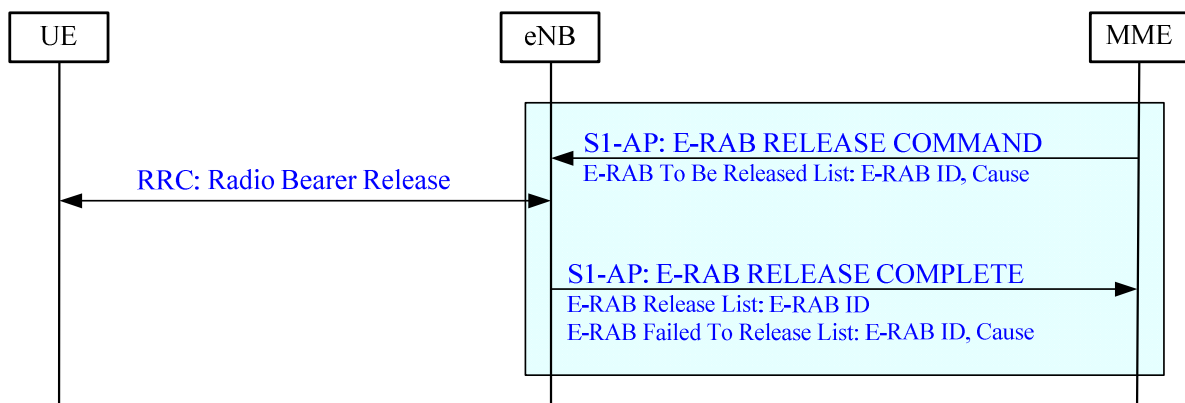 UE
eNB
MME
S1-AP: E-RAB RELEASE COMMAND
E-RAB To Be Released List: E-RAB ID, Cause
RRC: Radio Bearer Release
S1-AP: E-RAB RELEASE COMPLETE
E-RAB Release List: E-RAB ID
E-RAB Failed To Release List: E-RAB ID, Cause